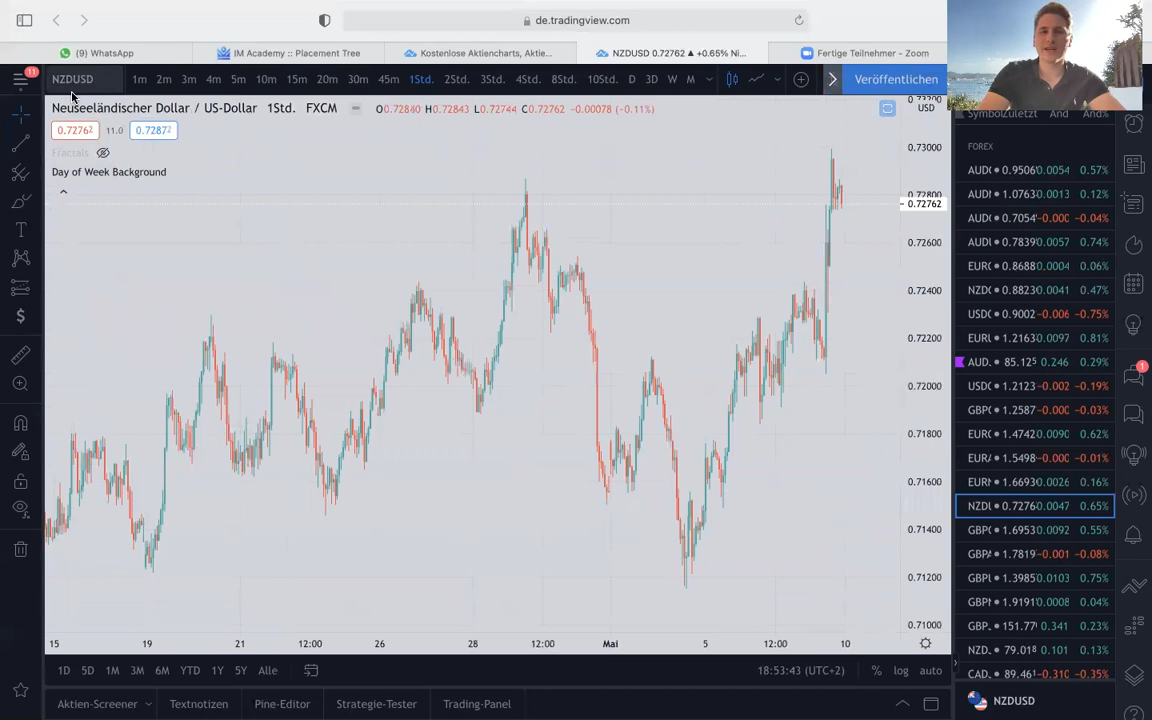 de.tradingview.com
(9) WhatsApp
IM Academy :: Placement Tree
Kostenlose Aktiencharts, Aktie...
NZDUSD 0.72762 ▲ +0.65% Ni...
Fertige Teilnehmer - Zoom
11
NZDUSD
1m 2m 3m 4m 5m 10m 15m 20m 30m 45m 1Std. 2Std. 3Std. 4Std. 8Std. 10Std. D 3D W M
Veröffentlichen
Neuseeländischer Dollar / US-Dollar 1Std. FXCM
O0.72840 H0.72843 L0.72744 C0.72762 −0.00078 (−0.11%)
0.72762 11.0 0.72872
Fractals
Day of Week Background
USD
0.73000
0.72800
0.72762
0.72600
0.72400
0.72200
0.72000
0.71800
0.71600
0.71400
0.71200
0.71000
15 19 21 12:00 26 28 12:00 Mai 5 12:00 10
1D 5D 1M 3M 6M YTD 1Y 5Y Alle
18:53:43 (UTC+2)
% log auto
Aktien-Screener
Textnotizen
Pine-Editor
Strategie-Tester
Trading-Panel
Symbol Zuletzt And And%
FOREX
AUD 0.9506 0.0054 0.57%
AUD 1.0763 0.0013 0.12%
AUD 0.7054 −0.000 −0.04%
AUD 0.7839 0.0057 0.74%
EUR 0.8688 0.0004 0.06%
NZD 0.8823 0.0041 0.47%
USD 0.9002 −0.006 −0.75%
EUR 1.2163 0.0097 0.81%
AUD. 85.125 0.246 0.29%
USD 1.2123 −0.002 −0.19%
GBP 1.2587 −0.000 −0.03%
EUR 1.4742 0.0090 0.62%
EUR 1.5498 −0.000 −0.01%
EUR 1.6693 0.0026 0.16%
NZD 0.7276 0.0047 0.65%
GBP 1.6953 0.0092 0.55%
GBP 1.7819 −0.001 −0.08%
GBP 1.3985 0.0103 0.75%
GBP 1.9191 0.0008 0.04%
GBP. 151.77 0.341 0.23%
NZD. 79.018 0.101 0.13%
CAD. 89.461 −0.310 −0.35%
NZDUSD
1